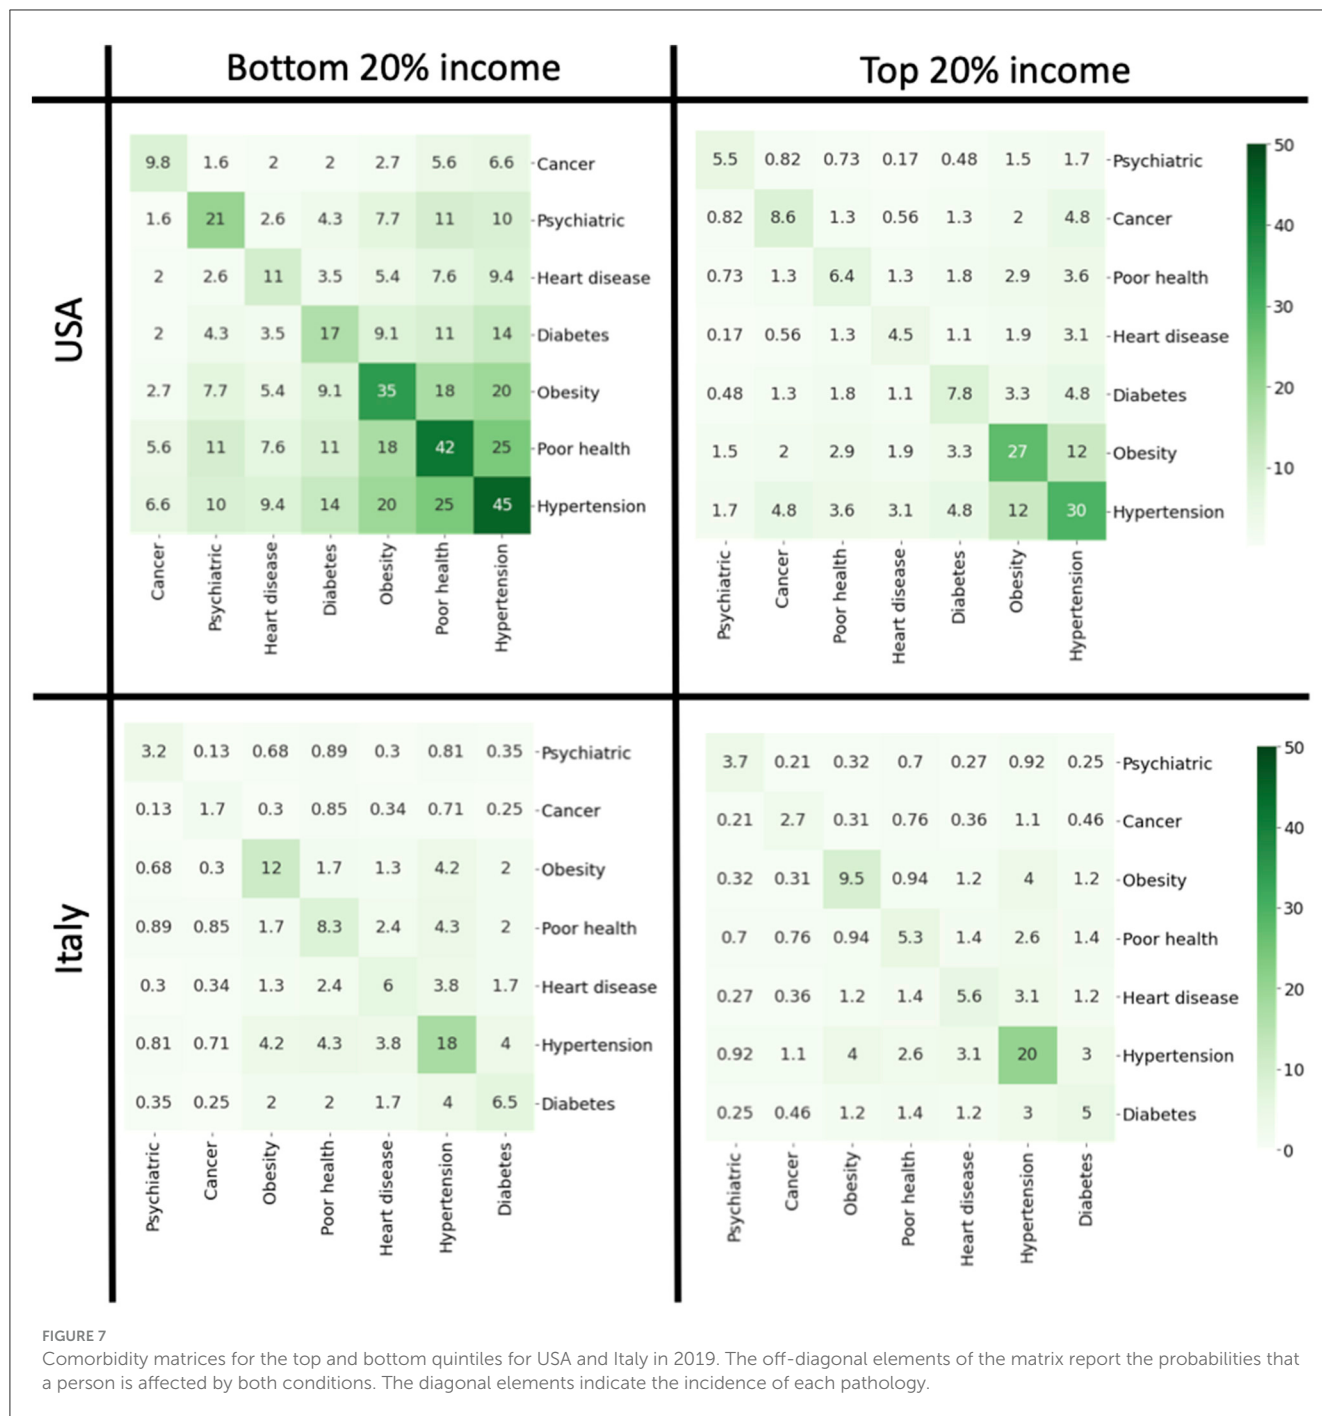 Bottom 20% income
Top 20% income
USA
9.8 1.6 2 2 2.7 5.6 6.6 Cancer
1.6 21 2.6 4.3 7.7 11 10 Psychiatric
2 2.6 11 3.5 5.4 7.6 9.4 Heart disease
2 4.3 3.5 17 9.1 11 14 Diabetes
2.7 7.7 5.4 9.1 35 18 20 Obesity
5.6 11 7.6 11 18 42 25 Poor health
6.6 10 9.4 14 20 25 45 Hypertension
Cancer
Psychiatric
Heart disease
Diabetes
Obesity
Poor health
Hypertension
5.5 0.82 0.73 0.17 0.48 1.5 1.7 Psychiatric
0.82 8.6 1.3 0.56 1.3 2 4.8 Cancer
0.73 1.3 6.4 1.3 1.8 2.9 3.6 Poor health
0.17 0.56 1.3 4.5 1.1 1.9 3.1 Heart disease
0.48 1.3 1.8 1.1 7.8 3.3 4.8 Diabetes
1.5 2 2.9 1.9 3.3 27 12 Obesity
1.7 4.8 3.6 3.1 4.8 12 30 Hypertension
Psychiatric
Cancer
Poor health
Heart disease
Diabetes
Obesity
Hypertension
50
40
30
20
10
Italy
3.2 0.13 0.68 0.89 0.3 0.81 0.35 Psychiatric
0.13 1.7 0.3 0.85 0.34 0.71 0.25 Cancer
0.68 0.3 12 1.7 1.3 4.2 2 Obesity
0.89 0.85 1.7 8.3 2.4 4.3 2 Poor health
0.3 0.34 1.3 2.4 6 3.8 1.7 Heart disease
0.81 0.71 4.2 4.3 3.8 18 4 Hypertension
0.35 0.25 2 2 1.7 4 6.5 Diabetes
Psychiatric
Cancer
Obesity
Poor health
Heart disease
Hypertension
Diabetes
3.7 0.21 0.32 0.7 0.27 0.92 0.25 Psychiatric
0.21 2.7 0.31 0.76 0.36 1.1 0.46 Cancer
0.32 0.31 9.5 0.94 1.2 4 1.2 Obesity
0.7 0.76 0.94 5.3 1.4 2.6 1.4 Poor health
0.27 0.36 1.2 1.4 5.6 3.1 1.2 Heart disease
0.92 1.1 4 2.6 3.1 20 3 Hypertension
0.25 0.46 1.2 1.4 1.2 3 5 Diabetes
Psychiatric
Cancer
Obesity
Poor health
Heart disease
Hypertension
Diabetes
50
40
30
20
10
0
FIGURE 7
Comorbidity matrices for the top and bottom quintiles for USA and Italy in 2019. The off-diagonal elements of the matrix report the probabilities that
a person is affected by both conditions. The diagonal elements indicate the incidence of each pathology.